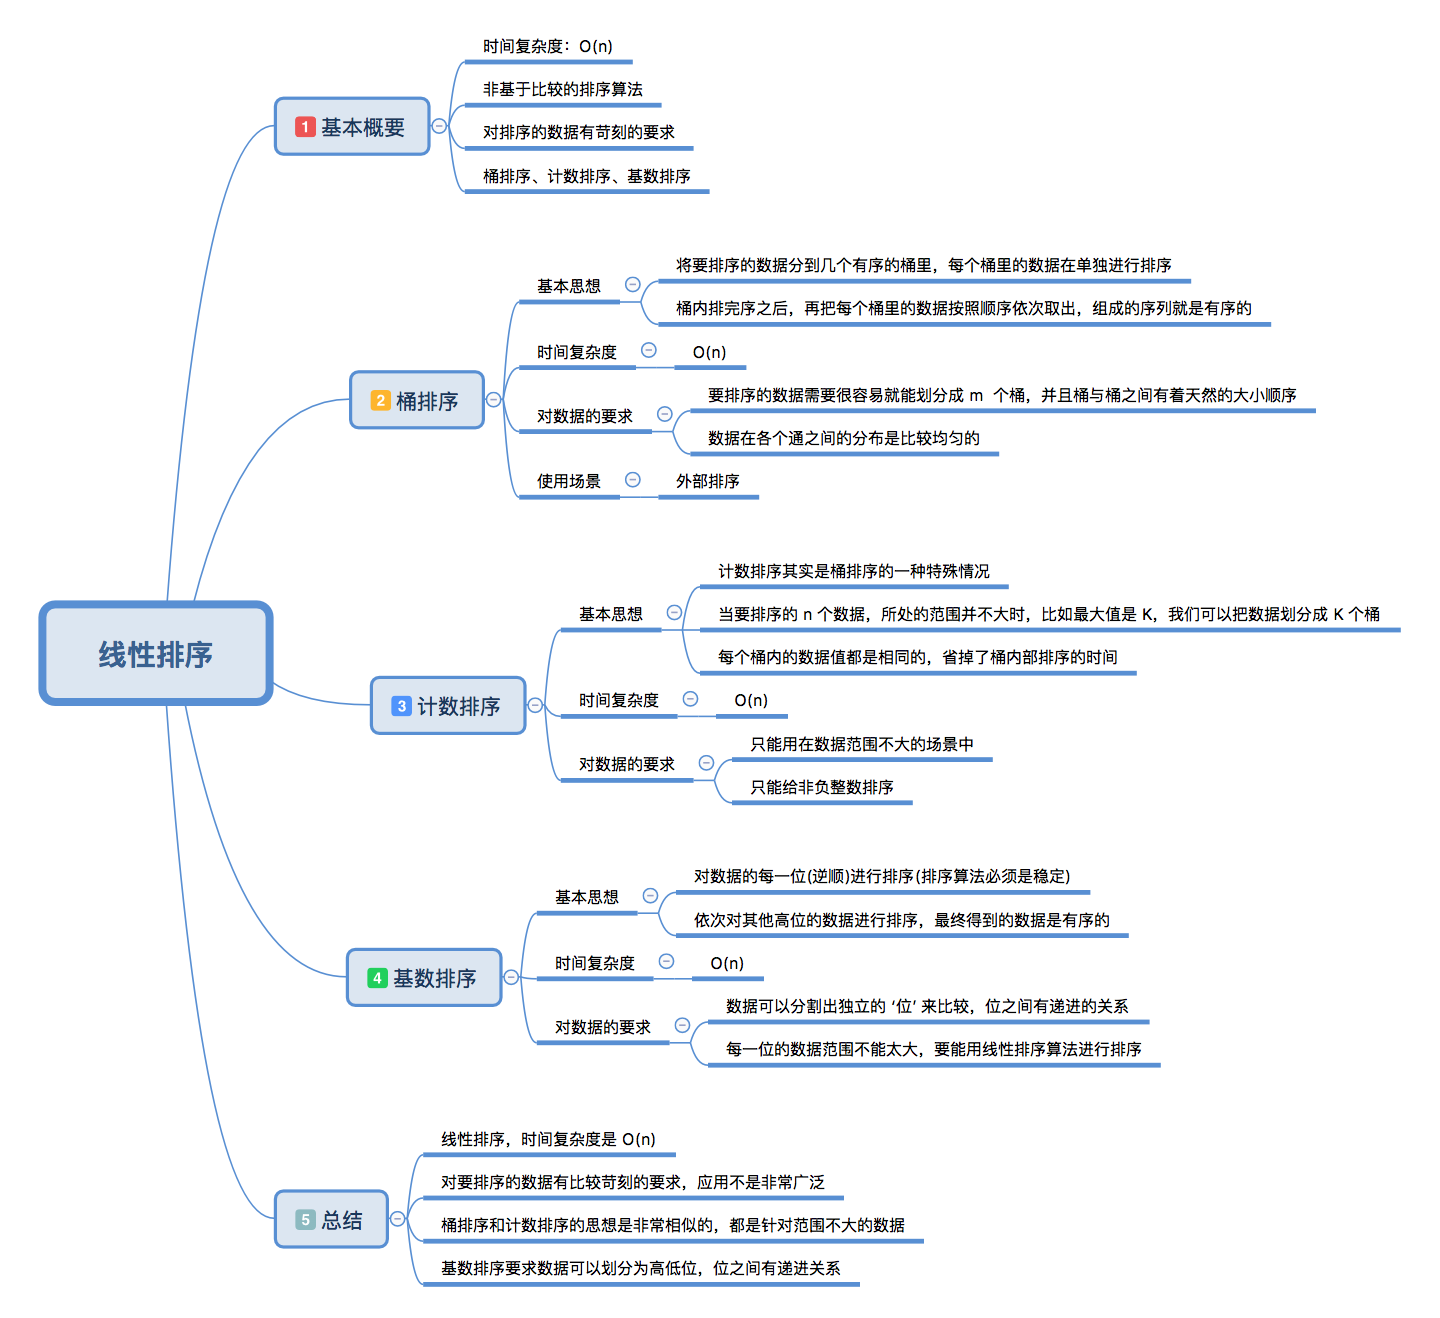 线性排序
1 基本概要
时间复杂度：O(n)
非基于比较的排序算法
对排序的数据有苛刻的要求
桶排序、计数排序、基数排序
2 桶排序
基本思想
将要排序的数据分到几个有序的桶里，每个桶里的数据在单独进行排序
桶内排完序之后，再把每个桶里的数据按照顺序依次取出，组成的序列就是有序的
时间复杂度
O(n)
对数据的要求
要排序的数据需要很容易就能划分成 m 个桶，并且桶与桶之间有着天然的大小顺序
数据在各个通之间的分布是比较均匀的
使用场景
外部排序
3 计数排序
基本思想
计数排序其实是桶排序的一种特殊情况
当要排序的 n 个数据，所处的范围并不大时，比如最大值是 K，我们可以把数据划分成 K 个桶
每个桶内的数据值都是相同的，省掉了桶内部排序的时间
时间复杂度
O(n)
对数据的要求
只能用在数据范围不大的场景中
只能给非负整数排序
4 基数排序
基本思想
对数据的每一位(逆顺)进行排序(排序算法必须是稳定)
依次对其他高位的数据进行排序，最终得到的数据是有序的
时间复杂度
O(n)
对数据的要求
数据可以分割出独立的 ‘位’ 来比较，位之间有递进的关系
每一位的数据范围不能太大，要能用线性排序算法进行排序
5 总结
线性排序，时间复杂度是 O(n)
对要排序的数据有比较苛刻的要求，应用不是非常广泛
桶排序和计数排序的思想是非常相似的，都是针对范围不大的数据
基数排序要求数据可以划分为高低位，位之间有递进关系